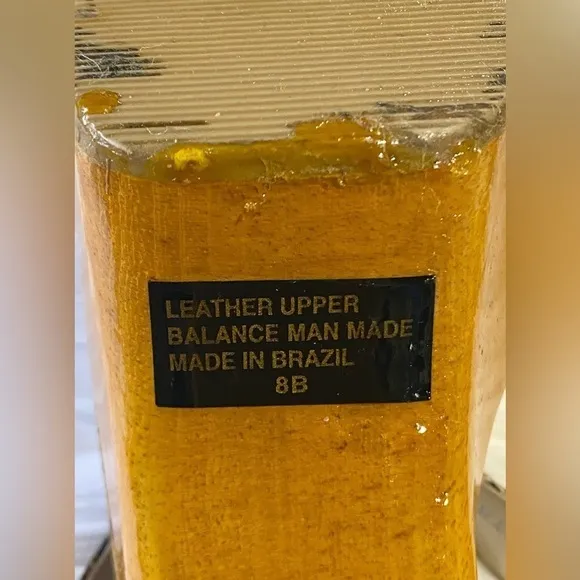 LEATHER UPPER
BALANCE MAN MADE
MADE IN BRAZIL
8B